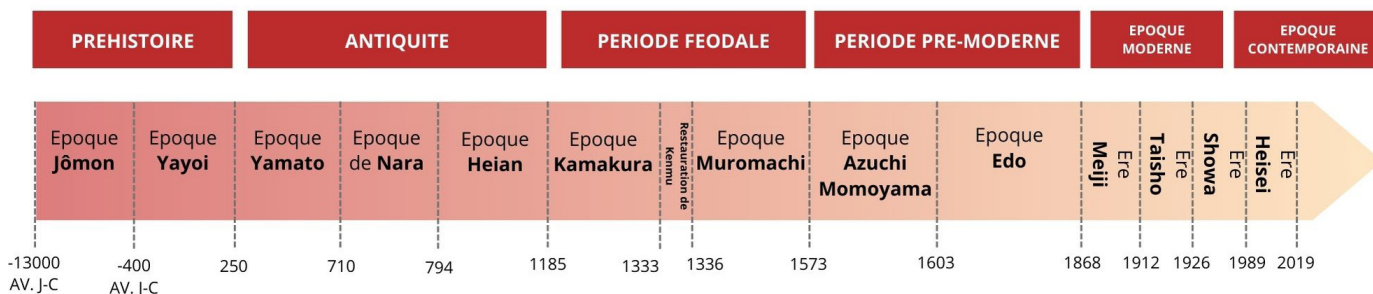 PREHISTOIRE
ANTIQUITE
PERIODE FEODALE
PERIODE PRE-MODERNE
EPOQUE
MODERNE
EPOQUE
CONTEMPORAINE
Epoque
Jômon
Epoque
Yayoi
Epoque
Yamato
Epoque
de Nara
Epoque
Heian
Epoque
Kamakura
Restauration de
Kenmu
Epoque
Muromachi
Epoque
Azuchi
Momoyama
Epoque
Edo
Ere
Meiji
Ere
Taisho
Ere
Showa
Ere
Heisei
-13000
AV. J-C
-400
AV. J-C
250
710
794
1185
1333
1336
1573
1603
1868
1912
1926
1989
2019